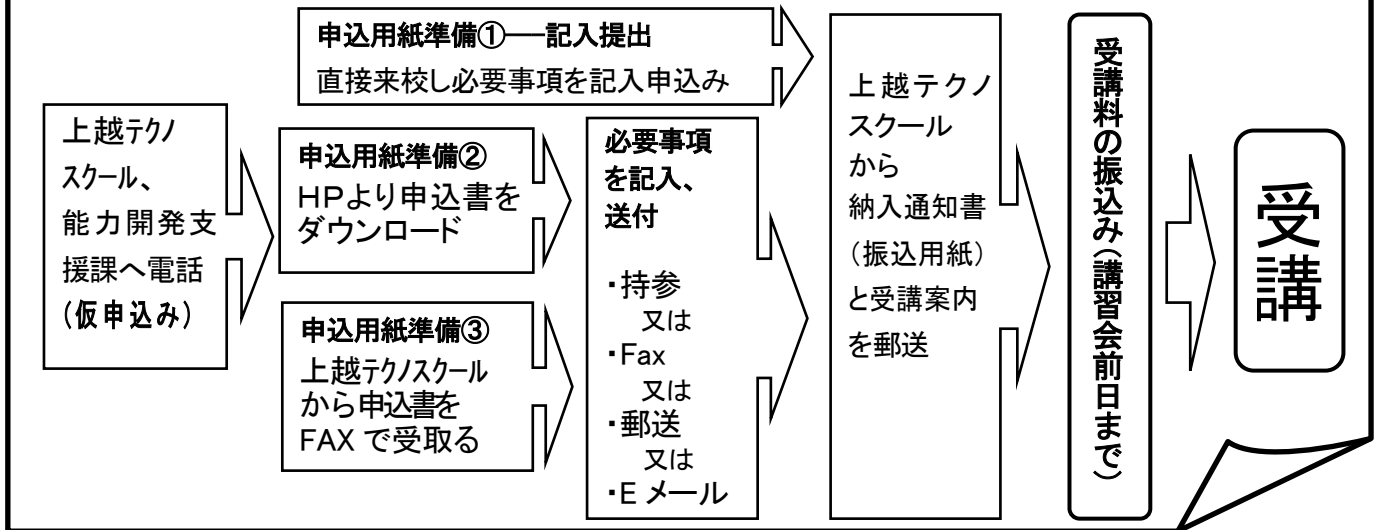 上越テクノ
スクール、
能力開発支
援課へ電話
(仮申込み)
申込用紙準備①──記入提出
直接来校し必要事項を記入申込み
申込用紙準備②
HPより申込書を
ダウンロード
申込用紙準備③
上越テクノスクール
から申込書を
FAXで受取る
必要事項
を記入、
送付
・持参
又は
・Fax
又は
・郵送
又は
・Eメール
上越テクノ
スクール
から
納入通知書
(振込用紙)
と受講案内
を郵送
受講料の振込み(講習会前日まで)
受講